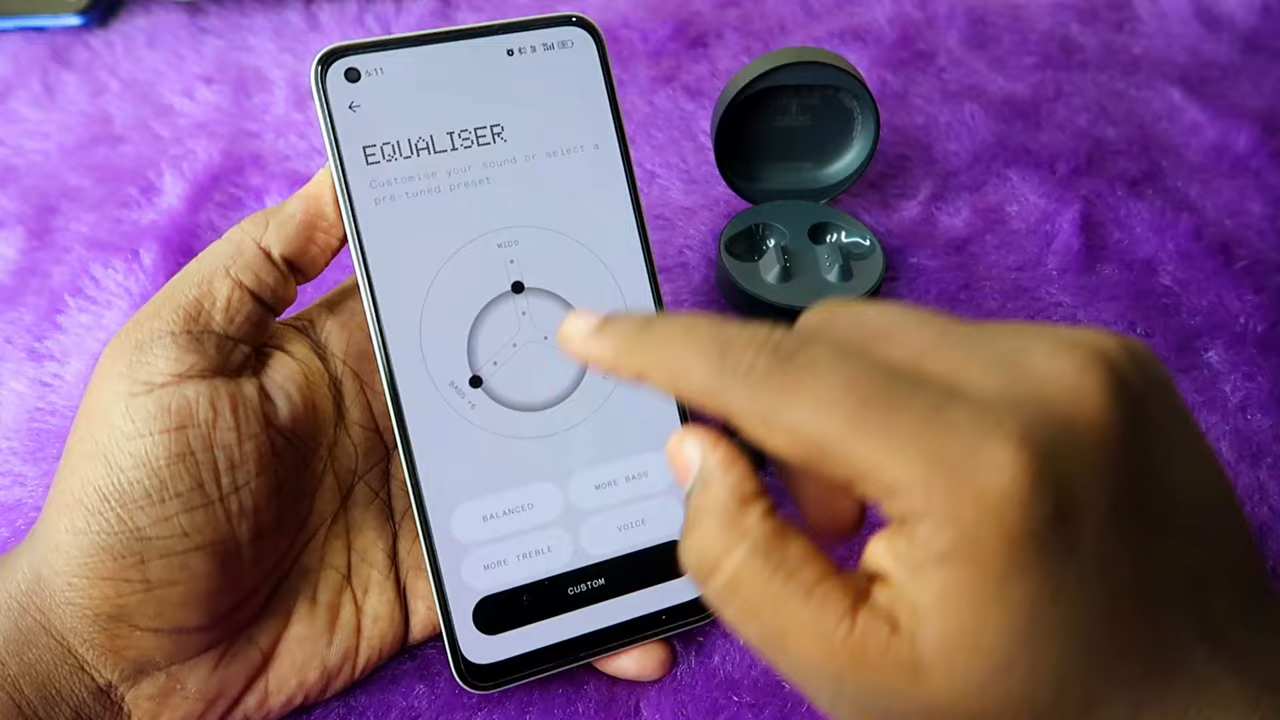 6:11
EQUALISER
Customise your sound or select a
pre-tuned preset
MIDS
BASS +6
BALANCED
MORE BASS
MORE TREBLE
VOICE
CUSTOM